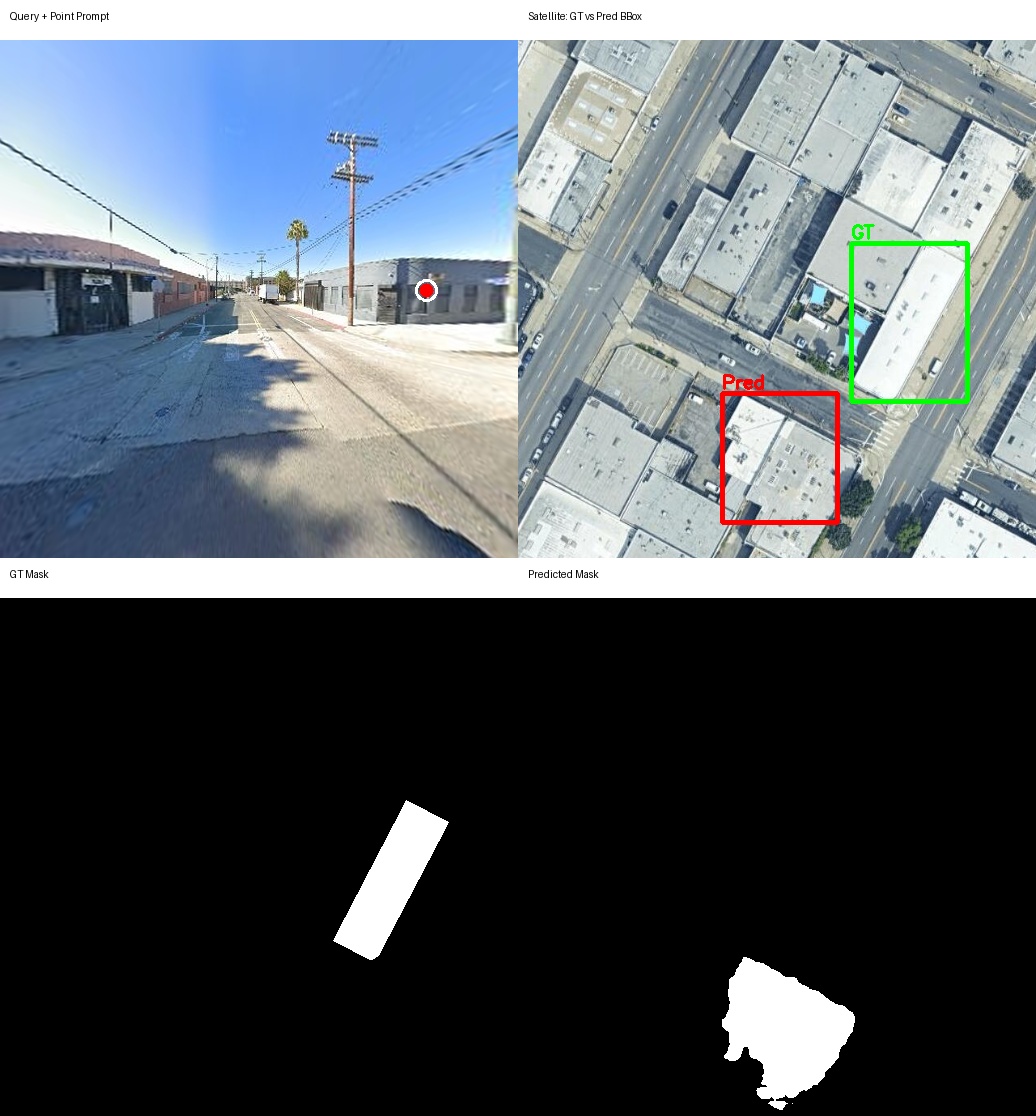 Query + Point Prompt
Satellite: GT vs Pred BBox
GT
Pred
GT Mask
Predicted Mask